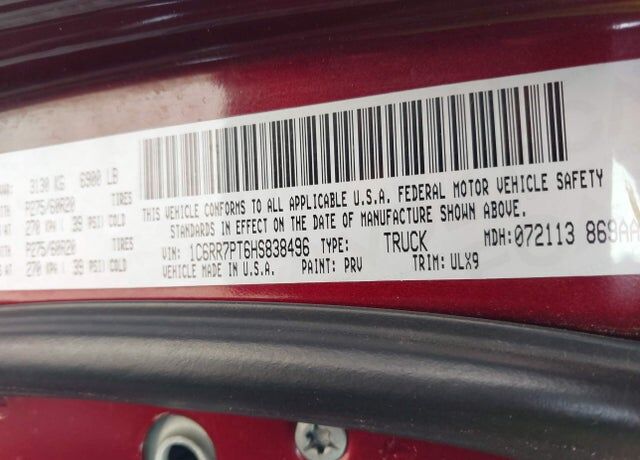 3130 KG 6900 LB
P275/60R20 TIRES
270 KPA ( 39 PSI) COLD
P275/60R20 TIRES
270 KPA ( 39 PSI) COLD
THIS VEHICLE CONFORMS TO ALL APPLICABLE U.S.A. FEDERAL MOTOR VEHICLE SAFETY
STANDARDS IN EFFECT ON THE DATE OF MANUFACTURE SHOWN ABOVE.
VIN: 1C6RR7PT6HS838496 TYPE: TRUCK MDH: 072113 869AA
VEHICLE MADE IN U.S.A. PAINT: PRV TRIM: ULX9